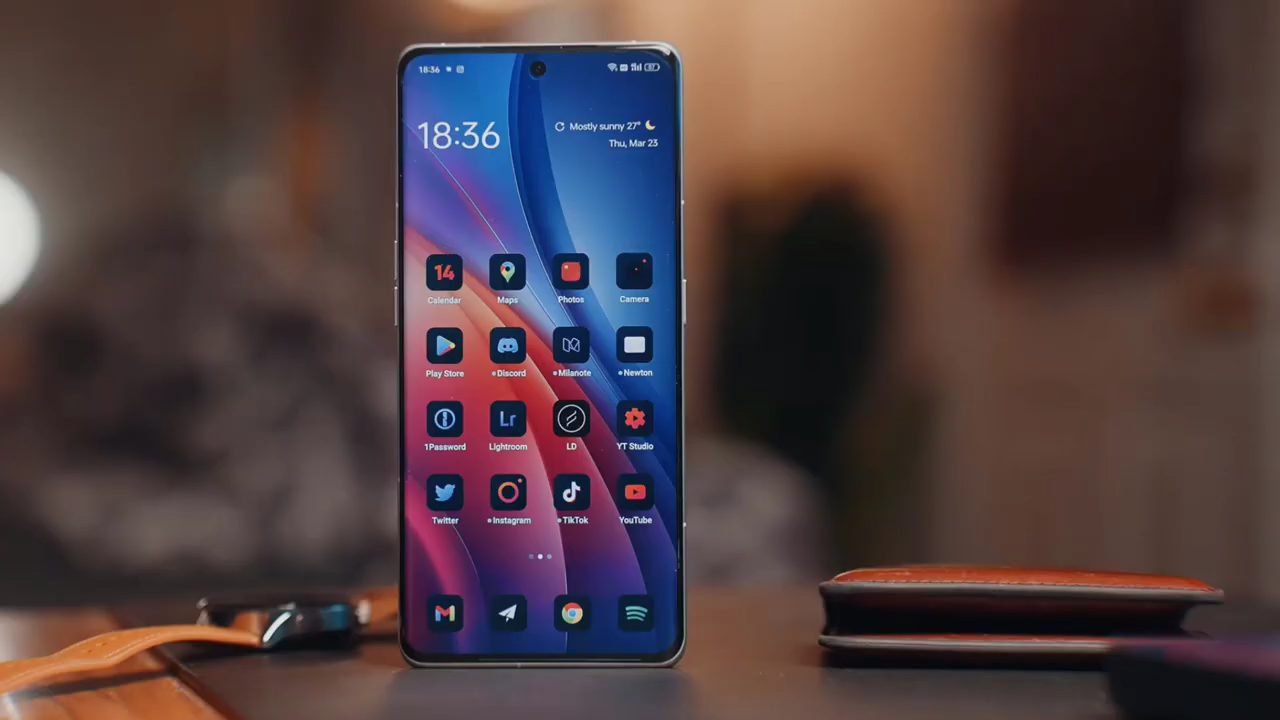 18:36
18:36
Mostly sunny 27°
Thu, Mar 23
14
Calendar Maps Photos Camera
Play Store Discord Milanote Newton
Lr
1Password Lightroom LD YT Studio
Twitter Instagram TikTok YouTube